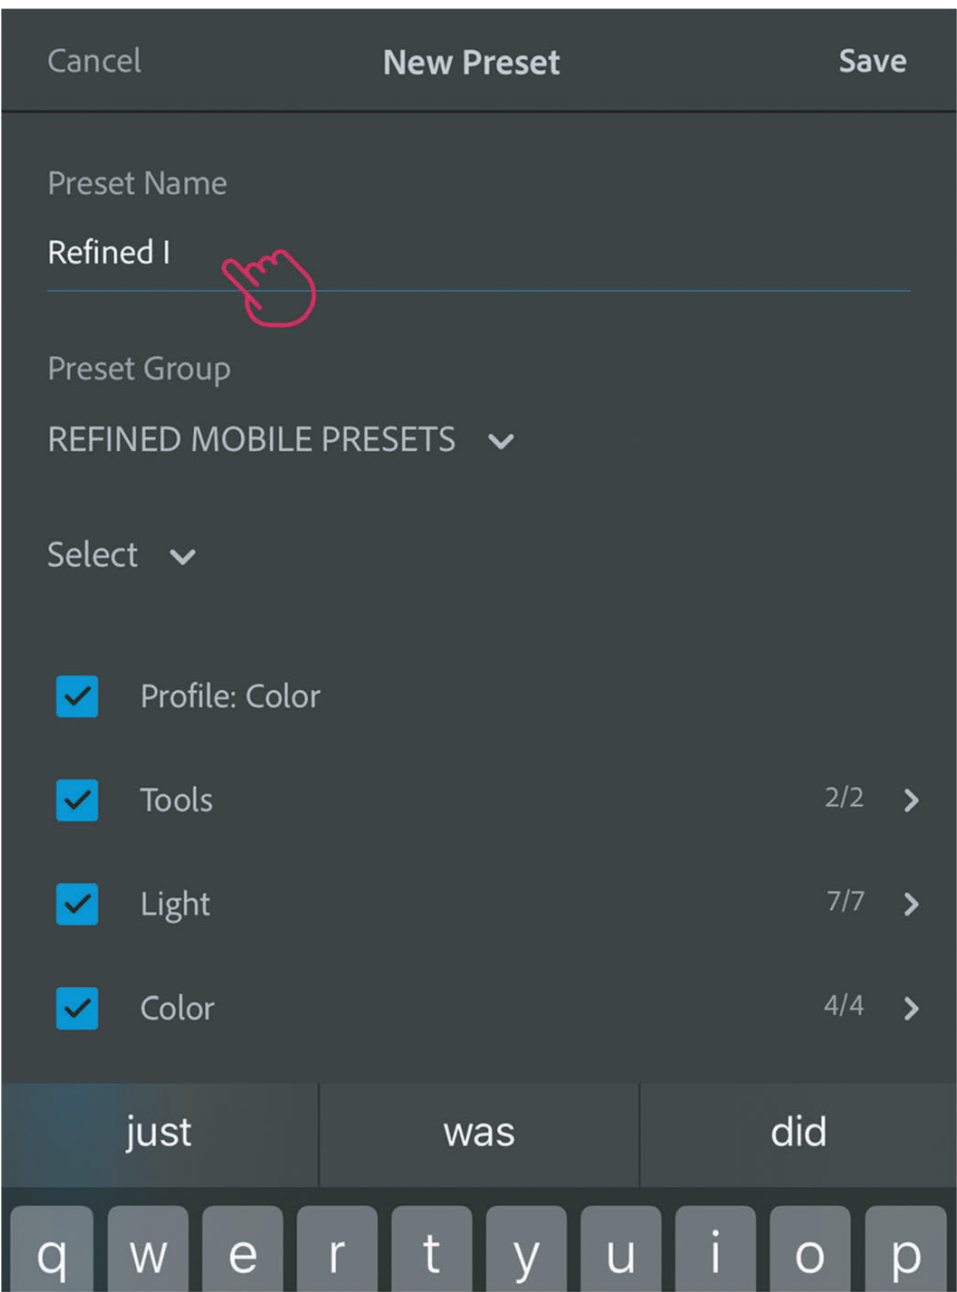 Cancel New Preset Save
Preset Name
Refined I
Preset Group
REFINED MOBILE PRESETS
Select
Profile: Color
Tools 2/2
Light 7/7
Color 4/4
just was did
q w e r t y u i o p